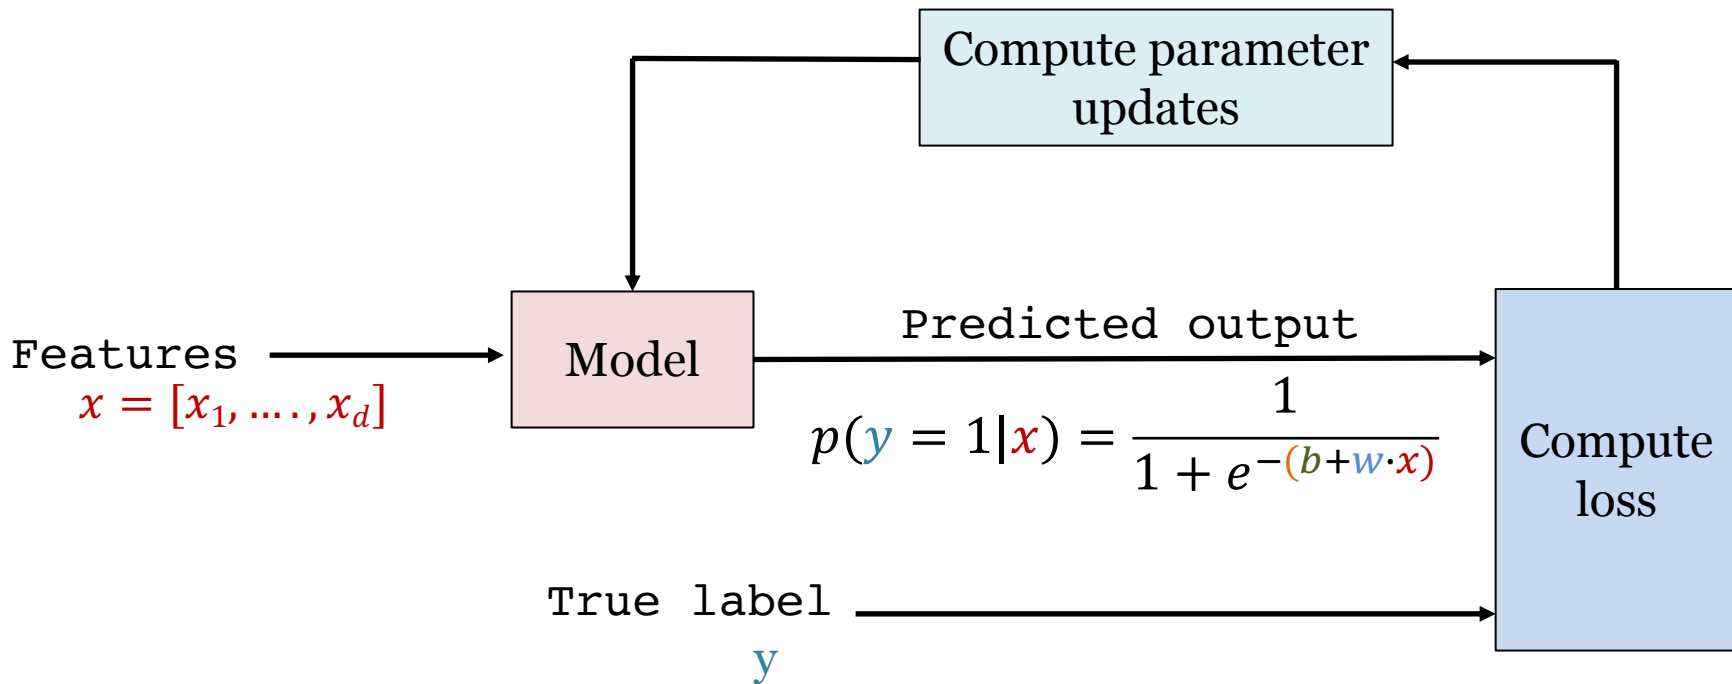 Compute parameter
updates
Features
x = [x₁, …. , x_d]
Model
Predicted output
p(y = 1|x) = 1 / (1 + e^−(b+w·x))
Compute
loss
True label
y